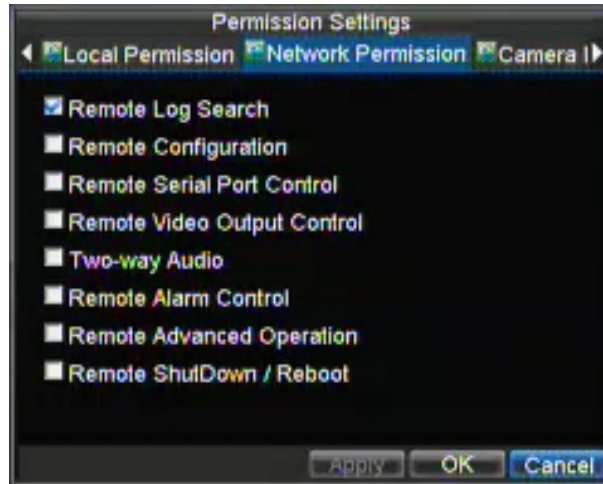 Permission Settings
Local Permission Network Permission Camera
Remote Log Search
Remote Configuration
Remote Serial Port Control
Remote Video Output Control
Two-way Audio
Remote Alarm Control
Remote Advanced Operation
Remote ShutDown / Reboot
Apply OK Cancel